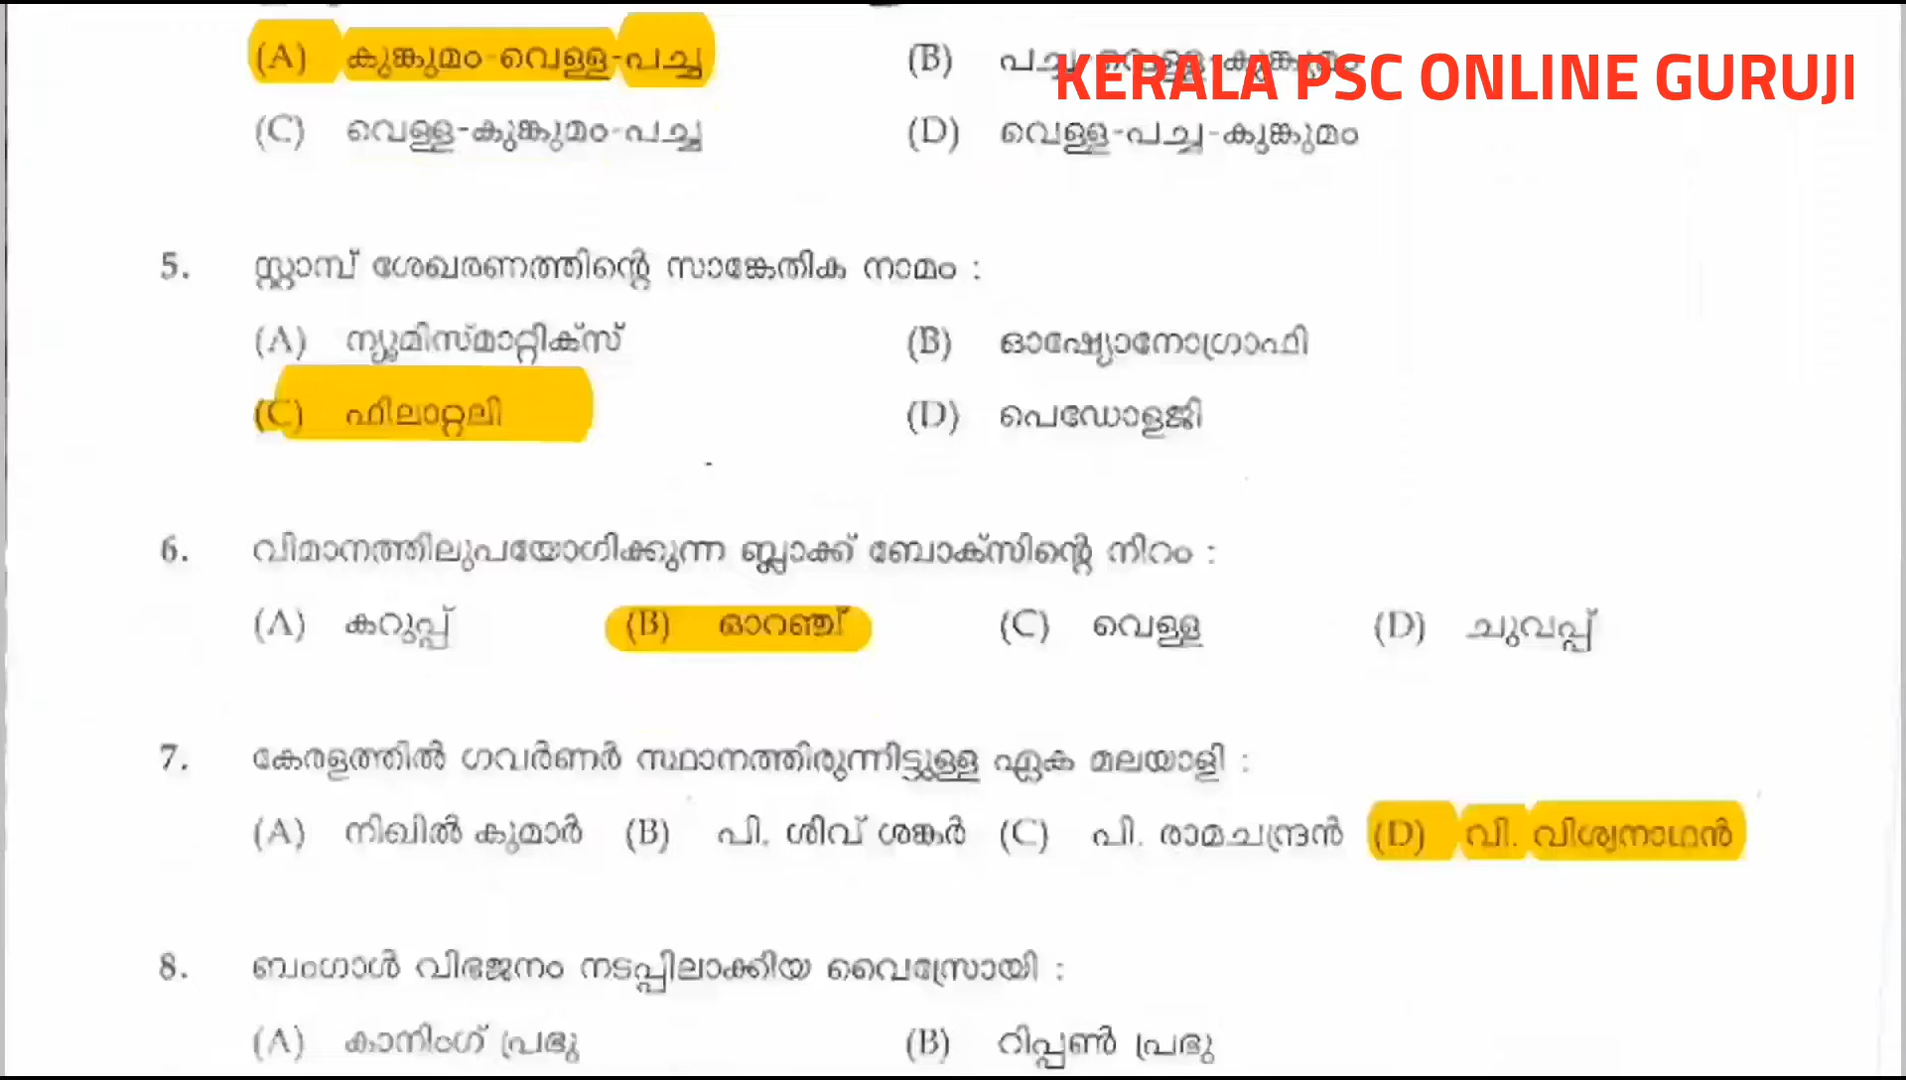 (A) കുങ്കുമം-വെള്ള-പച്ച (B) പച്ച-വെള്ള-കുങ്കുമം
KERALA PSC ONLINE GURUJI
(C) വെള്ള-കുങ്കുമം-പച്ച (D) വെള്ള-പച്ച-കുങ്കുമം
5. സ്റ്റാമ്പ് ശേഖരണത്തിന്റെ സാങ്കേതിക നാമം :
(A) ന്യൂമിസ്മാറ്റിക്സ് (B) ഓഷ്യോനോഗ്രാഫി
(C) ഫിലാറ്റലി (D) പെഡോളജി
6. വിമാനത്തിലുപയോഗിക്കുന്ന ബ്ലാക്ക് ബോക്സിന്റെ നിറം :
(A) കറുപ്പ് (B) ഓറഞ്ച് (C) വെള്ള (D) ചുവപ്പ്
7. കേരളത്തിൽ ഗവർണർ സ്ഥാനത്തിരുന്നിട്ടുള്ള ഏക മലയാളി :
(A) നിഖിൽ കുമാർ (B) പി. ശിവ് ശങ്കർ (C) പി. രാമചന്ദ്രൻ (D) വി. വിശ്വനാഥൻ
8. ബംഗാൾ വിഭജനം നടപ്പിലാക്കിയ വൈസ്രോയി :
(A) കാനിംഗ് പ്രഭു (B) റിപ്പൺ പ്രഭു